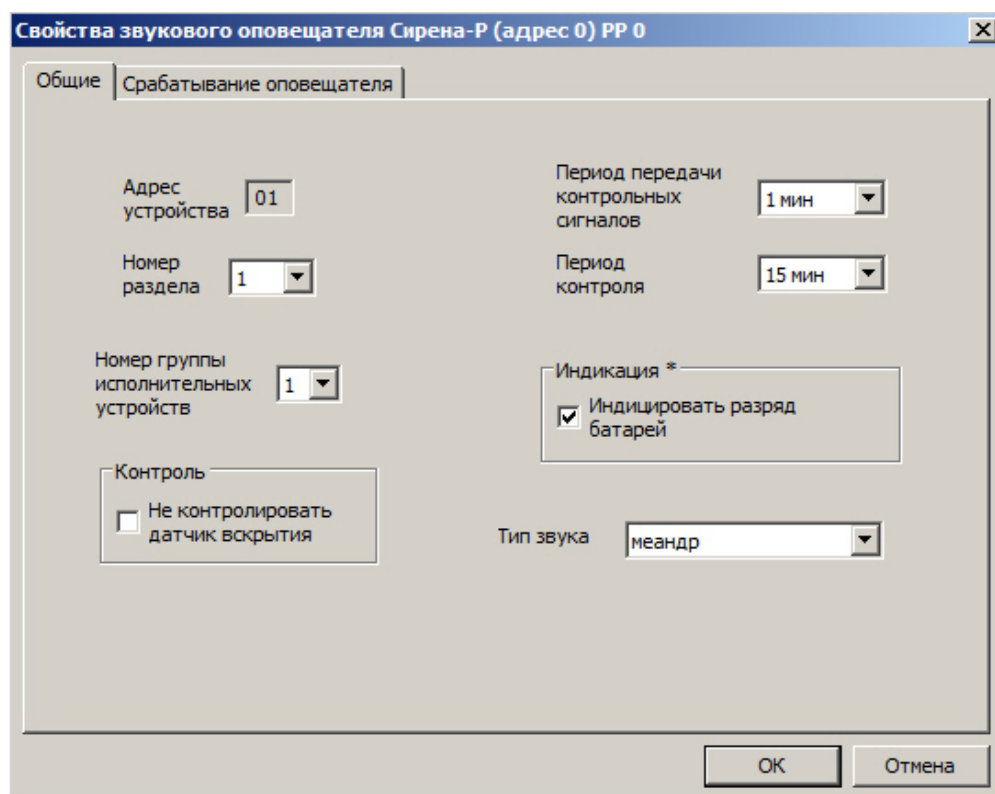 Свойства звукового оповещателя Сирена-Р (адрес 0) РР 0
Общие
Срабатывание оповещателя
Адрес
устройства
01
Период передачи
контрольных
сигналов
1 мин
Номер
раздела
1
Период
контроля
15 мин
Номер группы
исполнительных
устройств
1
Индикация *
Индицировать разряд
батарей
Контроль
Не контролировать
датчик вскрытия
Тип звука
меандр
OK
Отмена